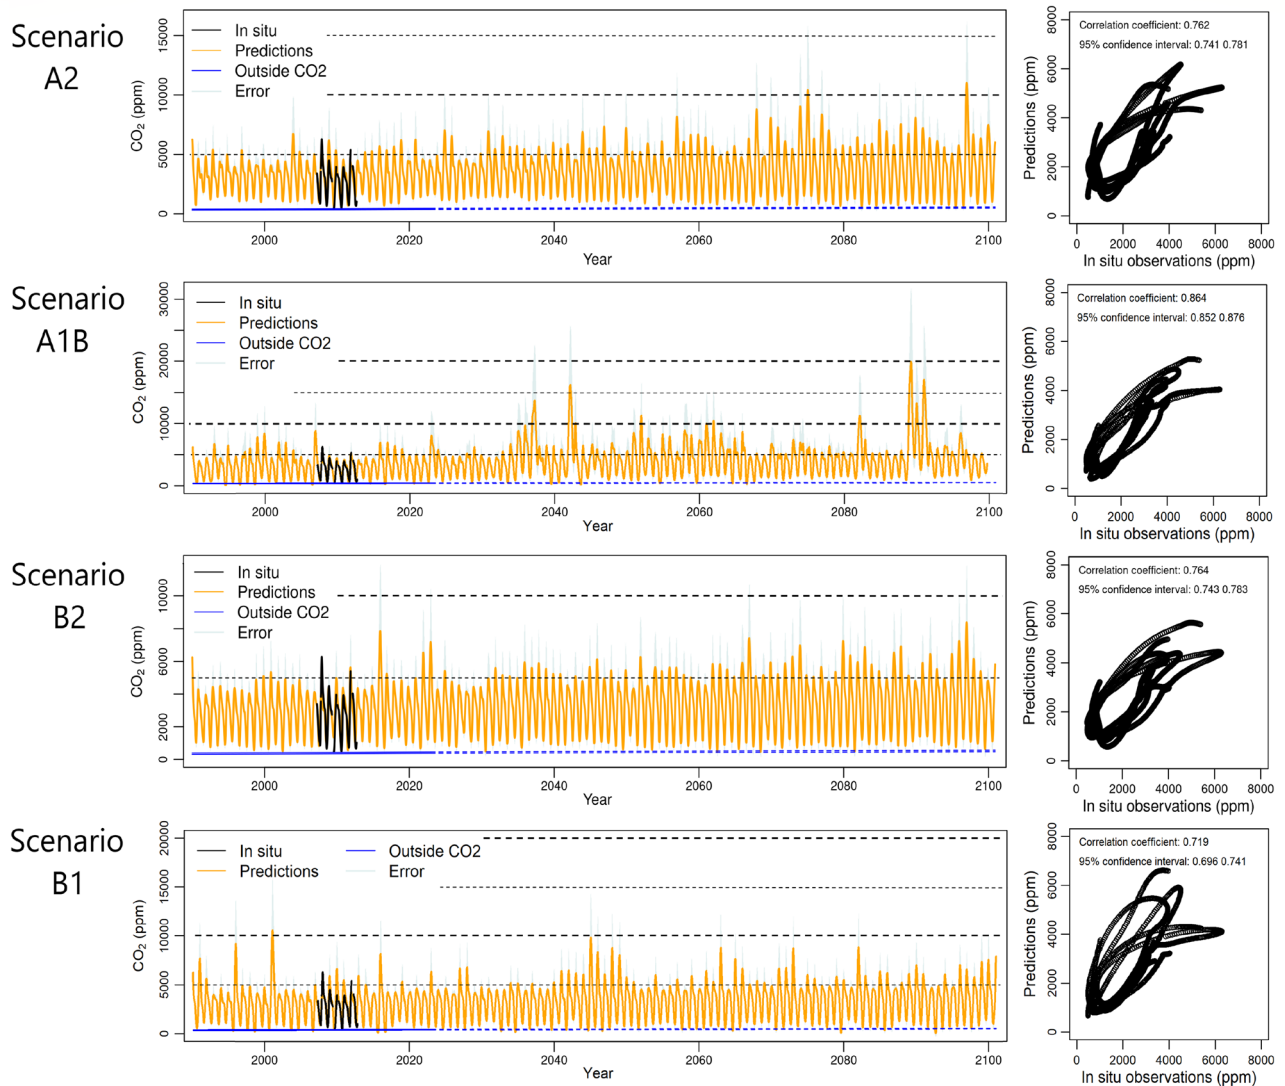 Scenario
A2
In situ
Predictions
Outside CO2
Error
CO2 (ppm)
0
5000
10000
15000
2000
2020
2040
2060
2080
2100
Year
Correlation coefficient: 0.762
95% confidence interval: 0.741 0.781
Predictions (ppm)
0
2000
4000
6000
8000
0
2000
4000
6000
8000
In situ observations (ppm)
Scenario
A1B
In situ
Predictions
Outside CO2
Error
CO2 (ppm)
0
10000
20000
30000
2000
2020
2040
2060
2080
2100
Year
Correlation coefficient: 0.864
95% confidence interval: 0.852 0.876
Predictions (ppm)
0
2000
4000
6000
8000
0
2000
4000
6000
8000
In situ observations (ppm)
Scenario
B2
In situ
Predictions
Outside CO2
Error
CO2 (ppm)
0
2000
6000
10000
2000
2020
2040
2060
2080
2100
Year
Correlation coefficient: 0.764
95% confidence interval: 0.743 0.783
Predictions (ppm)
0
2000
4000
6000
8000
0
2000
4000
6000
8000
In situ observations (ppm)
Scenario
B1
In situ
Predictions
Outside CO2
Error
CO2 (ppm)
0
5000
10000
15000
20000
2000
2020
2040
2060
2080
2100
Year
Correlation coefficient: 0.719
95% confidence interval: 0.696 0.741
Predictions (ppm)
0
2000
4000
6000
8000
0
2000
4000
6000
8000
In situ observations (ppm)